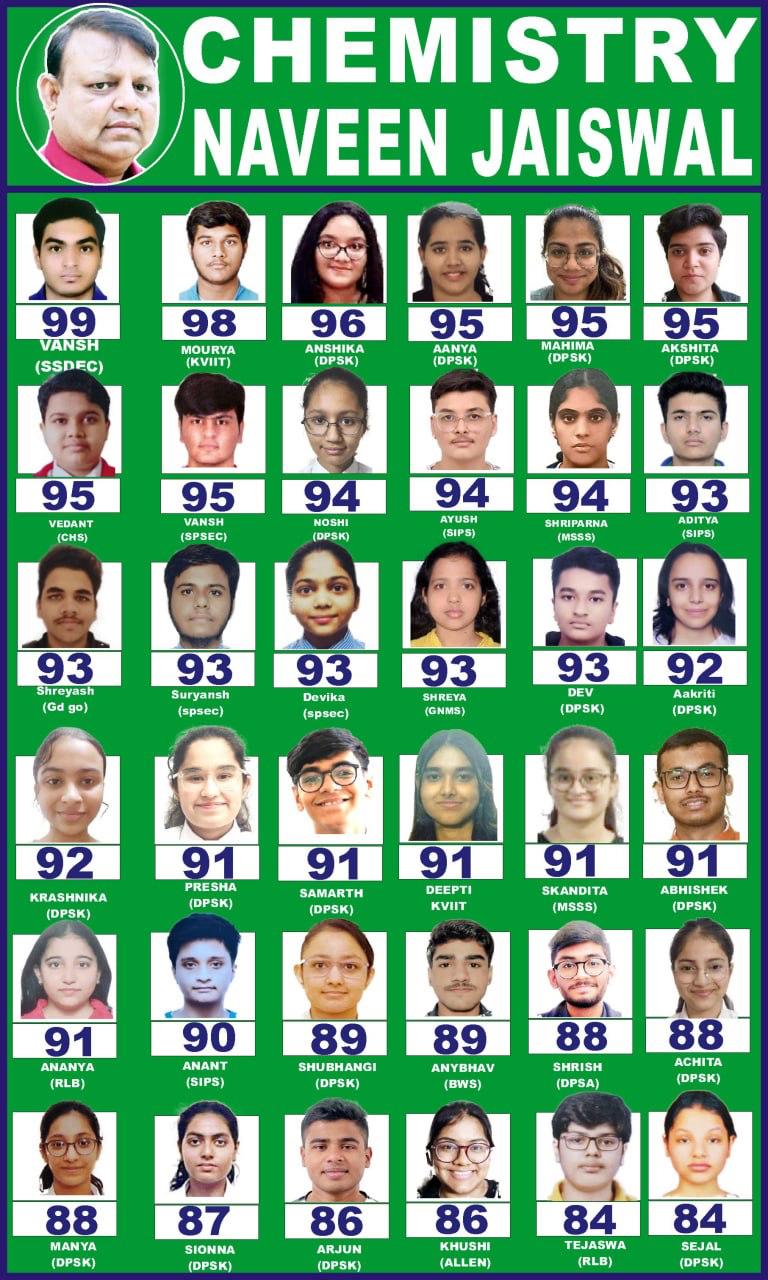 CHEMISTRY
NAVEEN JAISWAL
99 98 96 95 95 95
VANSH MOURYA ANSHIKA AANYA MAHIMA AKSHITA
(SSDEC) (KVIIT) (DPSK) (DPSK) (DPSK) (DPSK)
95 95 94 94 94 93
VEDANT VANSH NOSHI AYUSH SHRIPARNA ADITYA
(CHS) (SPSEC) (DPSK) (SIPS) (MSSS) (SIPS)
93 93 93 93 93 92
Shreyash Suryansh Devika SHREYA DEV Aakriti
(Gd go) (spsec) (spsec) (GNMS) (DPSK) (DPSK)
92 91 91 91 91 91
KRASHNIKA PRESHA SAMARTH DEEPTI SKANDITA ABHISHEK
(DPSK) (DPSK) (DPSK) KVIIT (MSSS) (DPSK)
91 90 89 89 88 88
ANANYA ANANT SHUBHANGI ANYBHAV SHRISH ACHITA
(RLB) (SIPS) (DPSK) (BWS) (DPSA) (DPSK)
88 87 86 86 84 84
MANYA SIONNA ARJUN KHUSHI TEJASWA SEJAL
(DPSK) (DPSK) (DPSK) (ALLEN) (RLB) (DPSK)